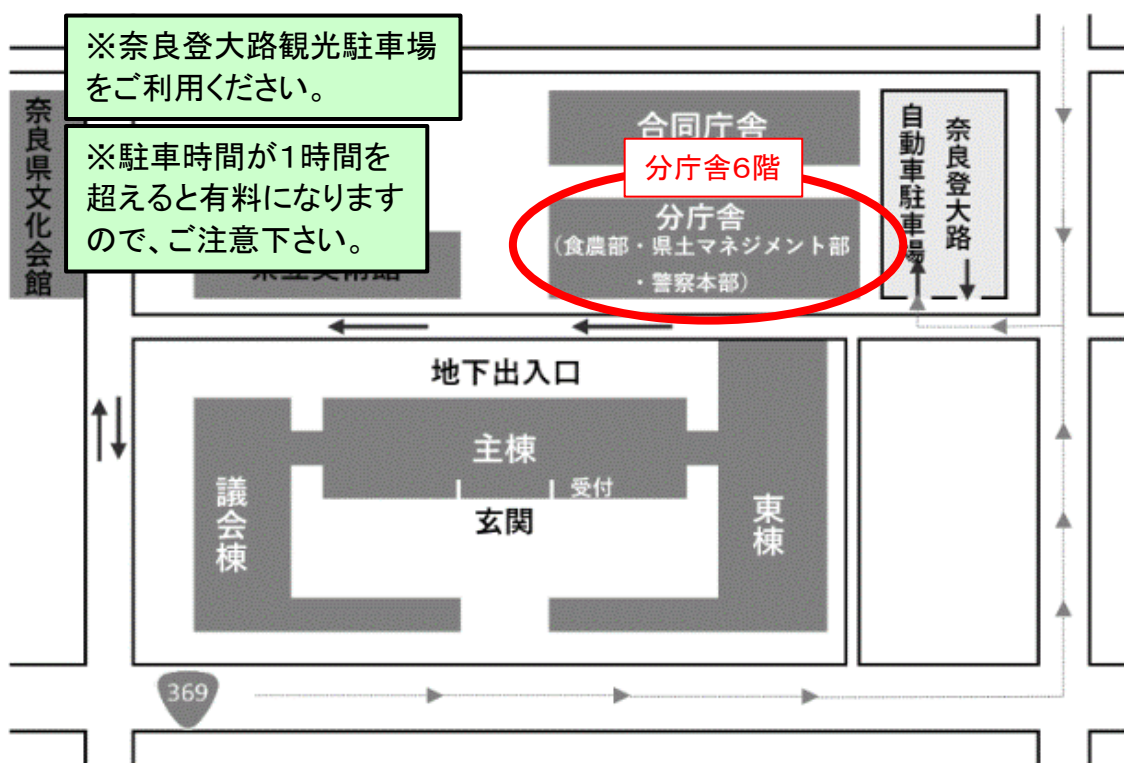 ※奈良登大路観光駐車場
をご利用ください。
※駐車時間が１時間を
超えると有料になります
ので、ご注意下さい。
奈良県文化会館
合同庁舎
分庁舎６階
分庁舎
（食農部・県土マネジメント部
・警察本部）
奈良登大路
自動車駐車場
県立美術館
地下出入口
主棟
受付
玄関
議会棟
東棟
369